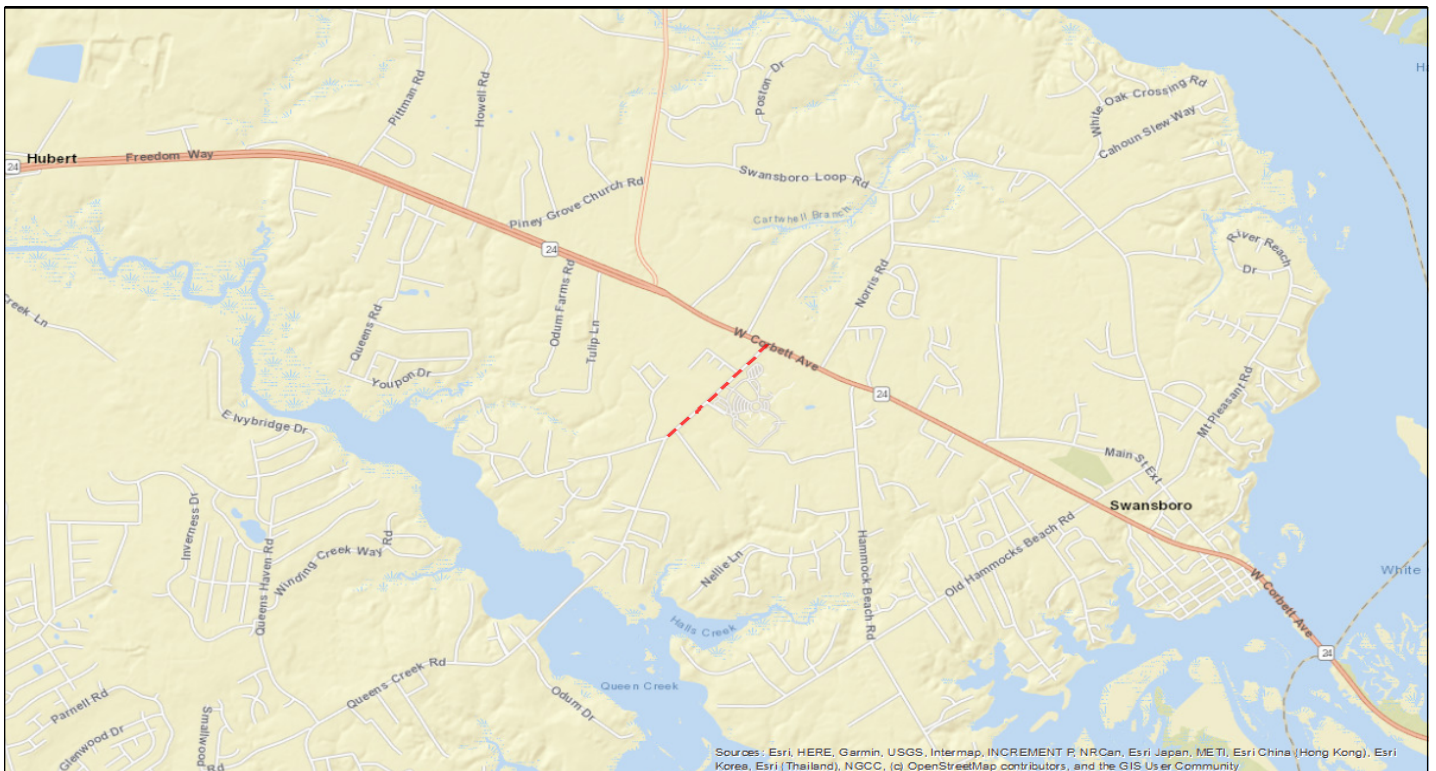 Hubert
24
Freedom Way
Pittman Rd
Howell Rd
Poston Dr
White Oak Crossing Rd
Cahoun Slew Way
Piney Grove Church Rd
Swansboro Loop Rd
Cartwhell Branch
24
Norris Rd
River Reach
Dr
Creek Ln
Queens Rd
Odum Farms Rd
Tulip Ln
Youpon Dr
W Corbett Ave
24
Mt Pleasant Rd
E Ivybridge Dr
Main St Ext
Swansboro
Inverness Dr
Queens Haven Rd
Winding Creek Way
Rd
Nellie Ln
Hammock Beach Rd
Old Hammocks Beach Rd
White
W Corbett Ave
24
Halls Creek
Queen Creek
Queens Creek Rd
Odum Dr
Parnell Rd
Glenwood Dr
Smallwood
Rd
Sources: Esri, HERE, Garmin, USGS, Intermap, INCREMENT P, NRCan, Esri Japan, METI, Esri China (Hong Kong), Esri
Korea, Esri (Thailand), NGCC, (c) OpenStreetMap contributors, and the GIS User Community